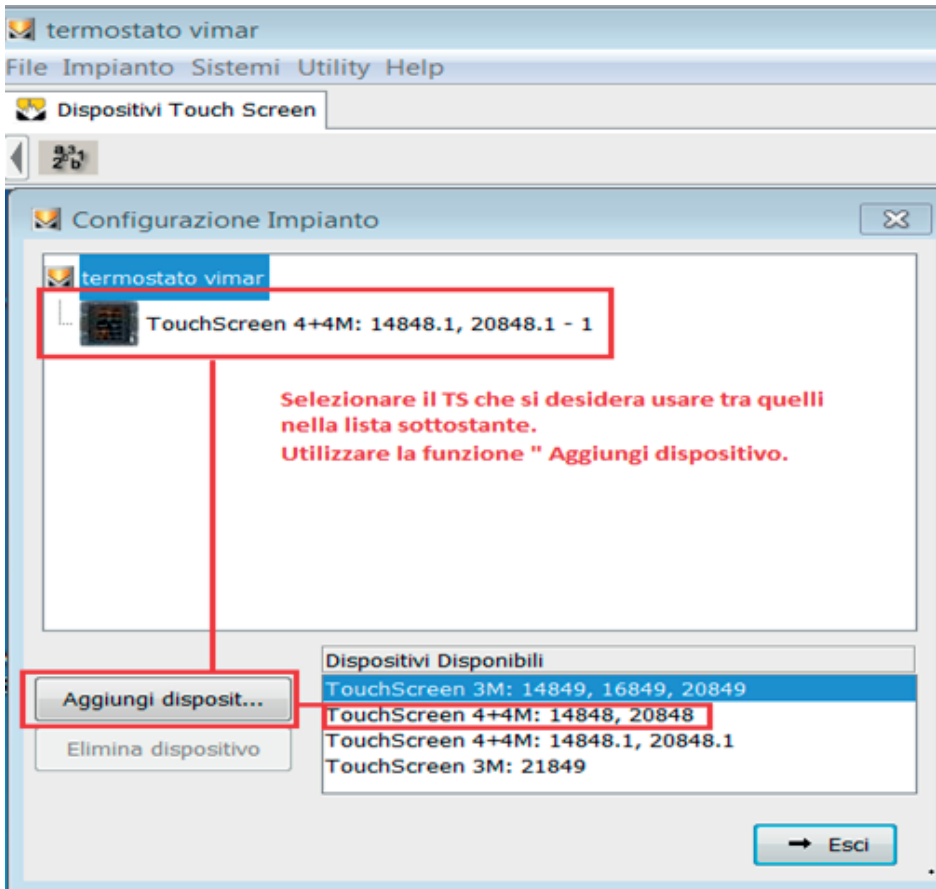 termostato vimar
File Impianto Sistemi Utility Help
Dispositivi Touch Screen
a31
2b
Configurazione Impianto
termostato vimar
TouchScreen 4+4M: 14848.1, 20848.1 - 1
Selezionare il TS che si desidera usare tra quelli
nella lista sottostante.
Utilizzare la funzione " Aggiungi dispositivo.
Dispositivi Disponibili
Aggiungi disposit...
TouchScreen 3M: 14849, 16849, 20849
TouchScreen 4+4M: 14848, 20848
Elimina dispositivo
TouchScreen 4+4M: 14848.1, 20848.1
TouchScreen 3M: 21849
Esci